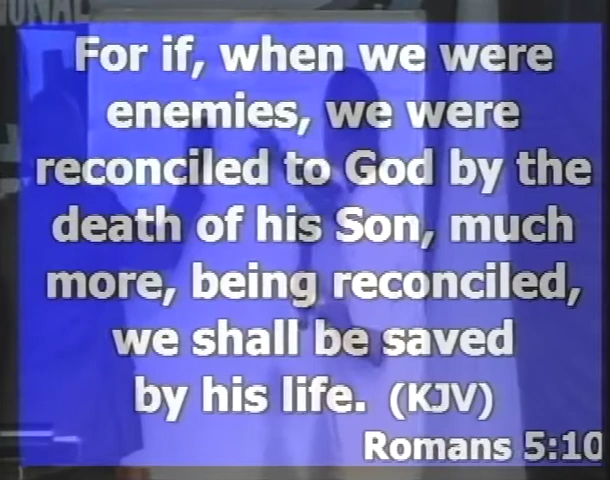 IONAL
For if, when we were
enemies, we were
reconciled to God by the
death of his Son, much
more, being reconciled,
we shall be saved
by his life. (KJV)
Romans 5:10